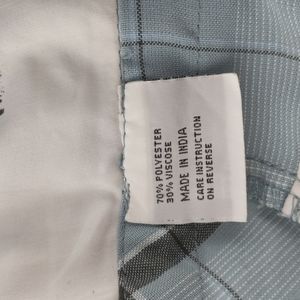 70% POLYESTER
30% VISCOSE
MADE IN INDIA
CARE INSTRUCTION
ON REVERSE